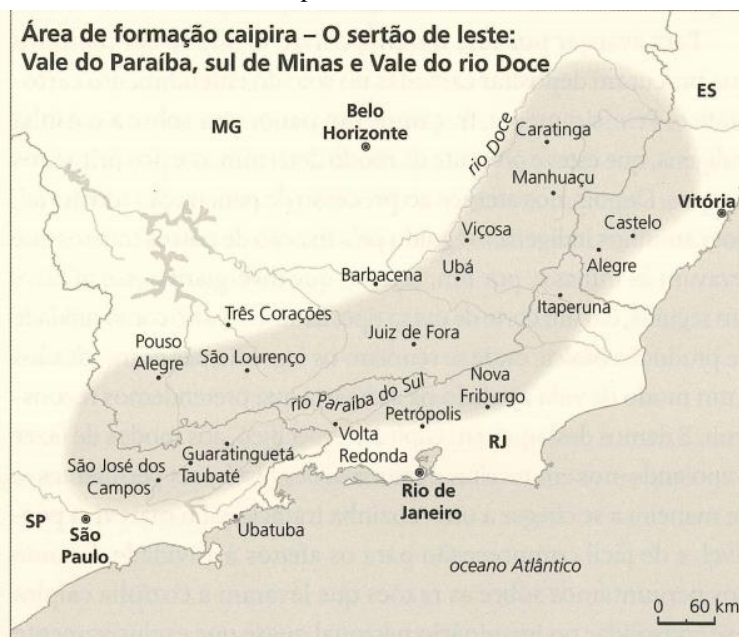 Área de formação caipira – O sertão de leste:
Vale do Paraíba, sul de Minas e Vale do rio Doce
ES
MG
Belo
Horizonte
rio Doce
Caratinga
Manhuaçu
Vitória
Castelo
Viçosa
Alegre
Ubá
Barbacena
Itaperuna
Três Corações
Juiz de Fora
Pouso
Alegre
São Lourenço
Nova
Friburgo
rio Paraíba do Sul
Petrópolis
Volta
Redonda
RJ
Guaratinguetá
São José dos
Campos
Taubaté
Rio de
Janeiro
SP
São
Paulo
Ubatuba
oceano Atlântico
0 60 km